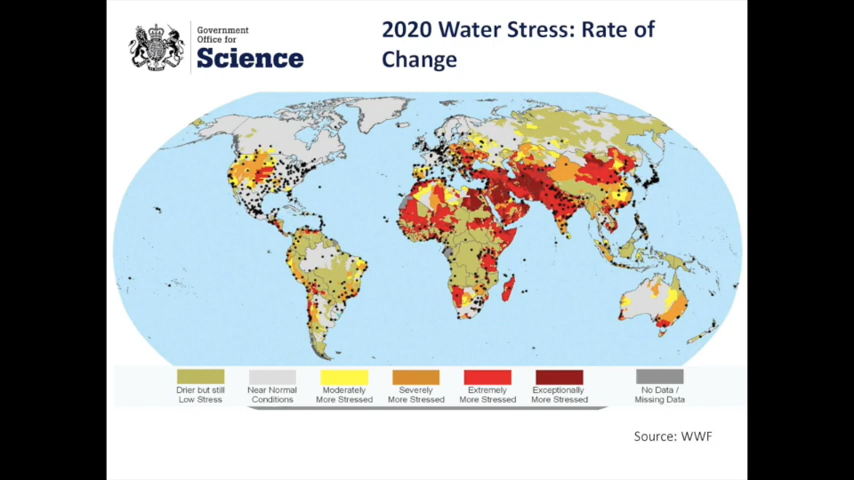 Government
Office for
Science
2020 Water Stress: Rate of
Change
Drier but still
Low Stress
Near Normal
Conditions
Moderately
More Stressed
Severely
More Stressed
Extremely
More Stressed
Exceptionally
More Stressed
No Data /
Missing Data
Source: WWF